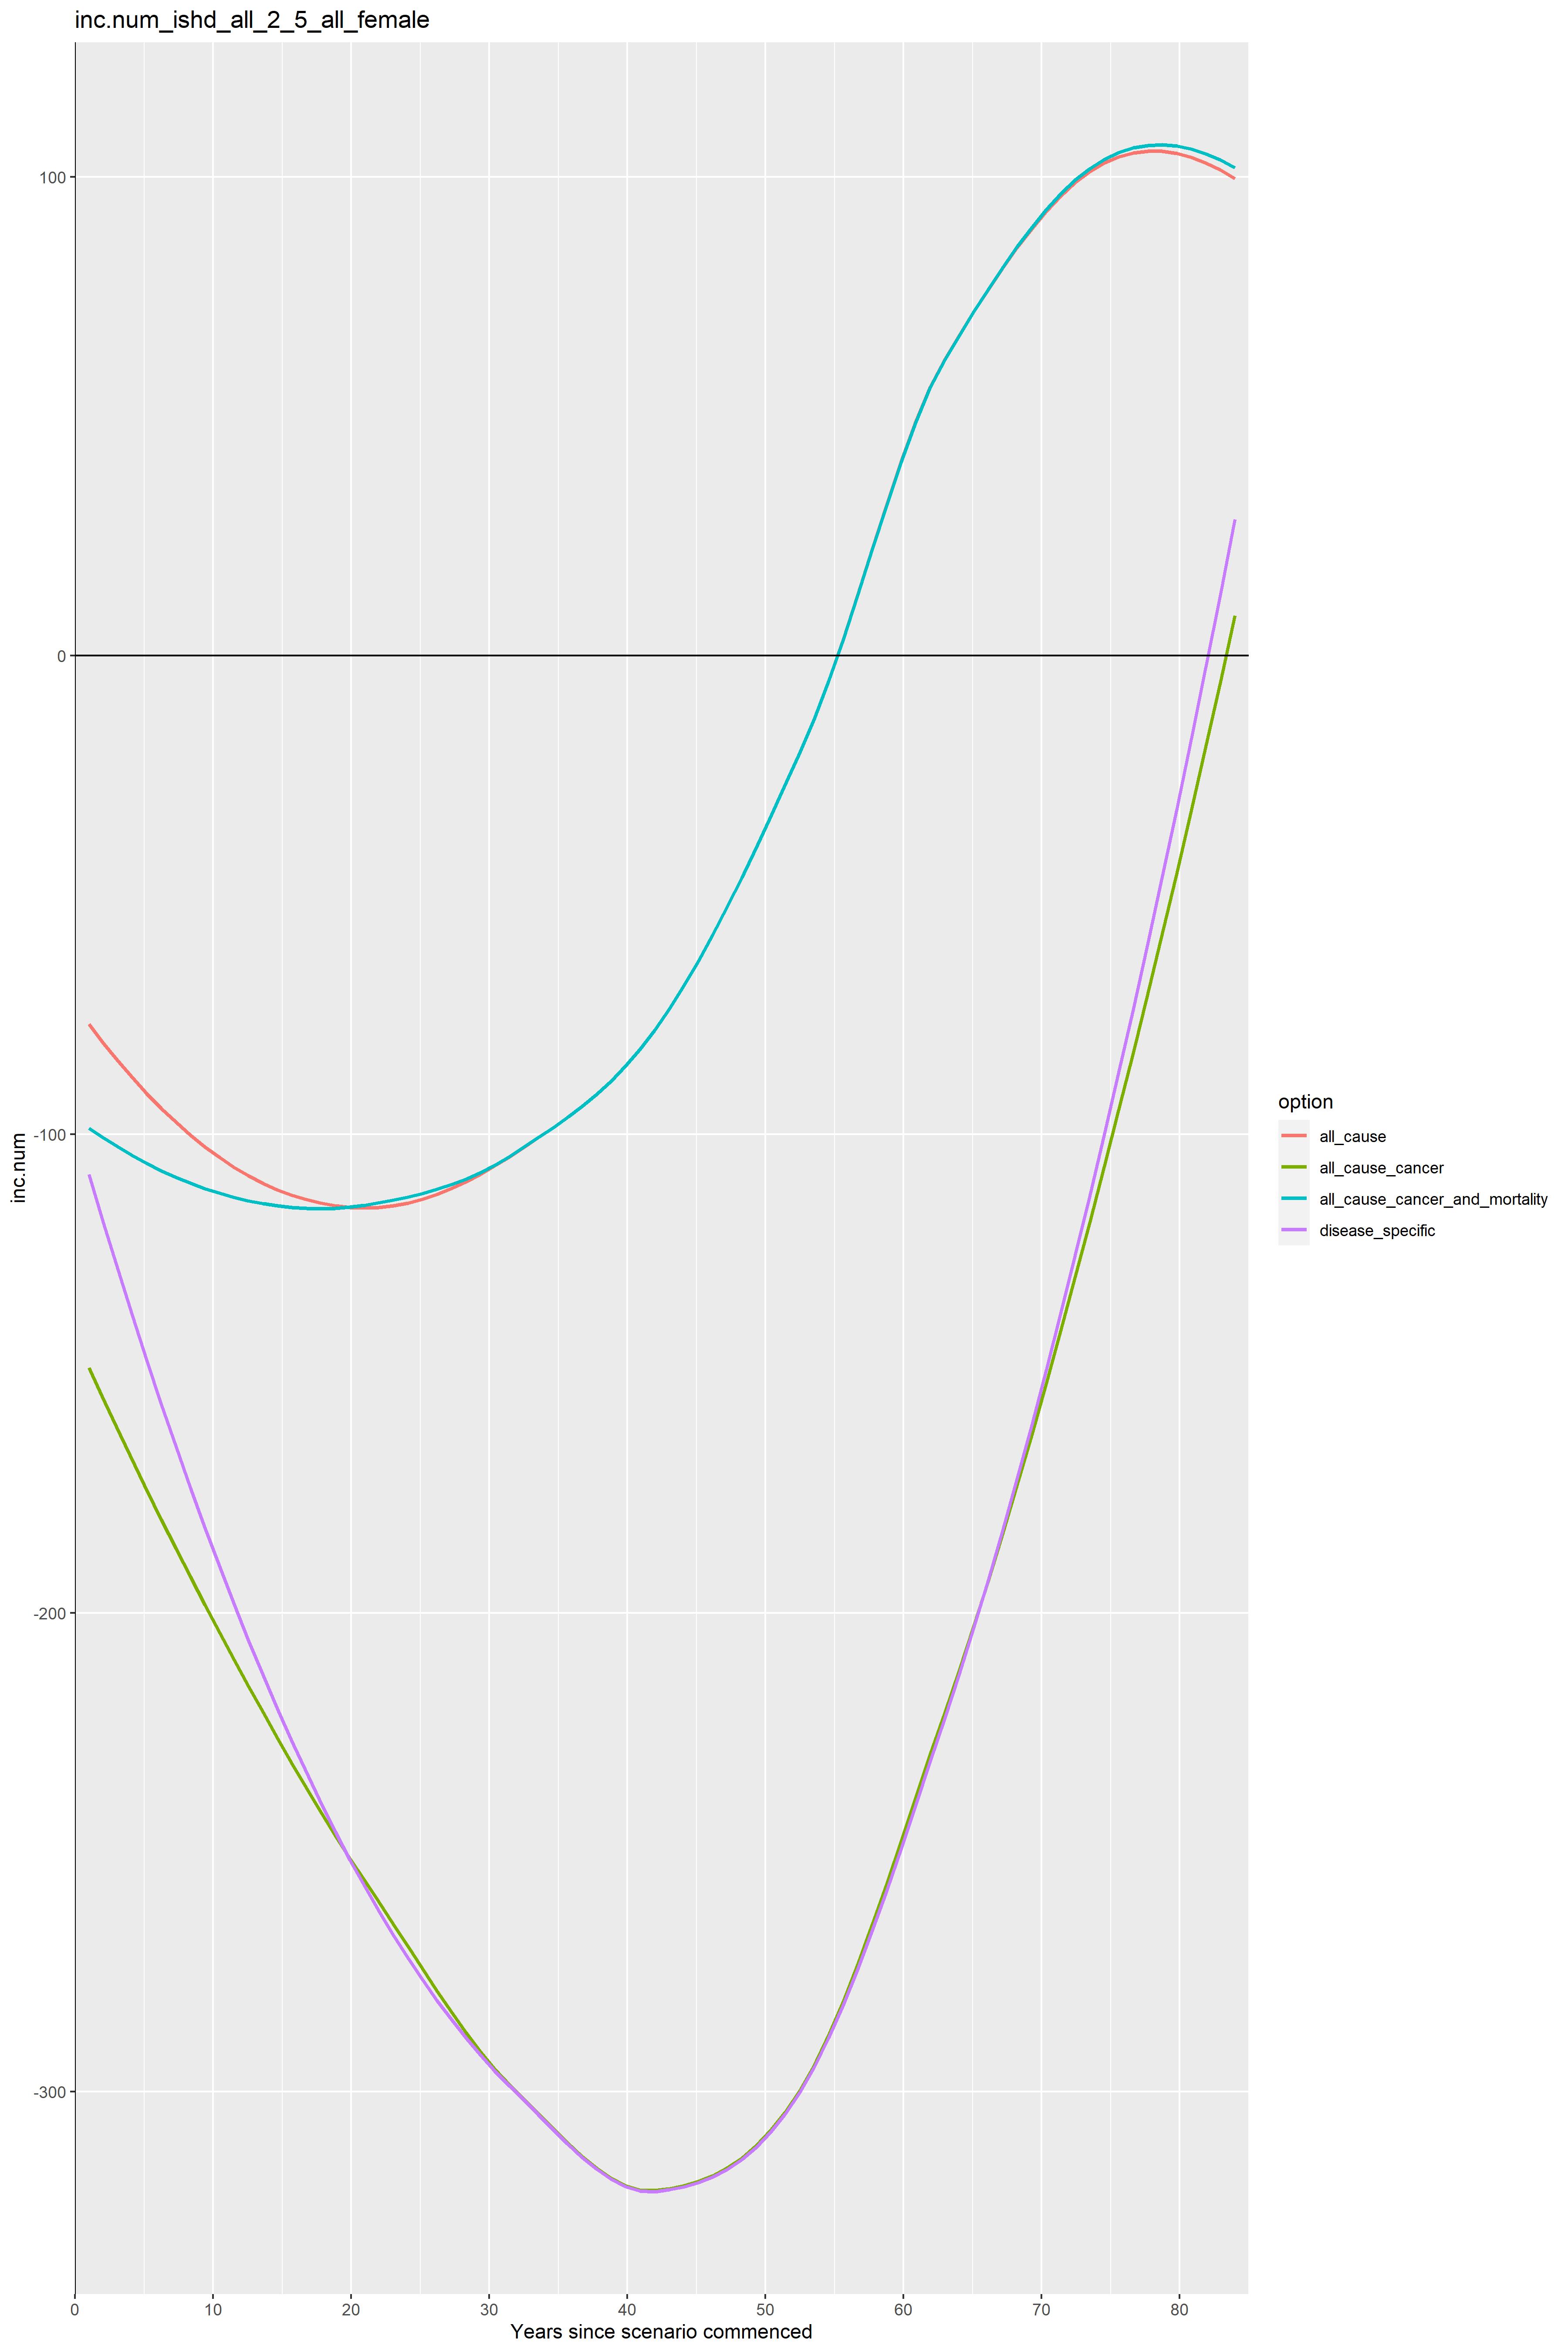 inc.num_ishd_all_2_5_all_female
100
0
-100
-200
-300
inc.num
0 10 20 30 40 50 60 70 80
Years since scenario commenced
option
all_cause
all_cause_cancer
all_cause_cancer_and_mortality
disease_specific